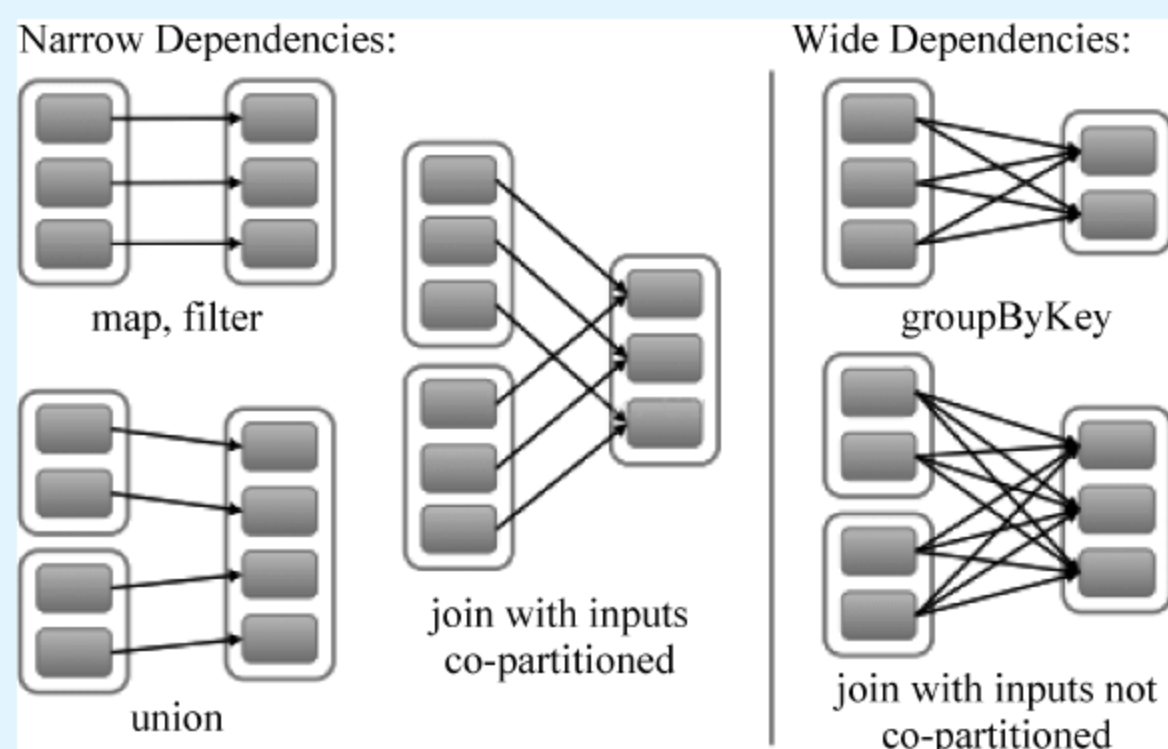 Narrow Dependencies:
map, filter
union
join with inputs
co-partitioned
Wide Dependencies:
groupByKey
join with inputs not
co-partitioned